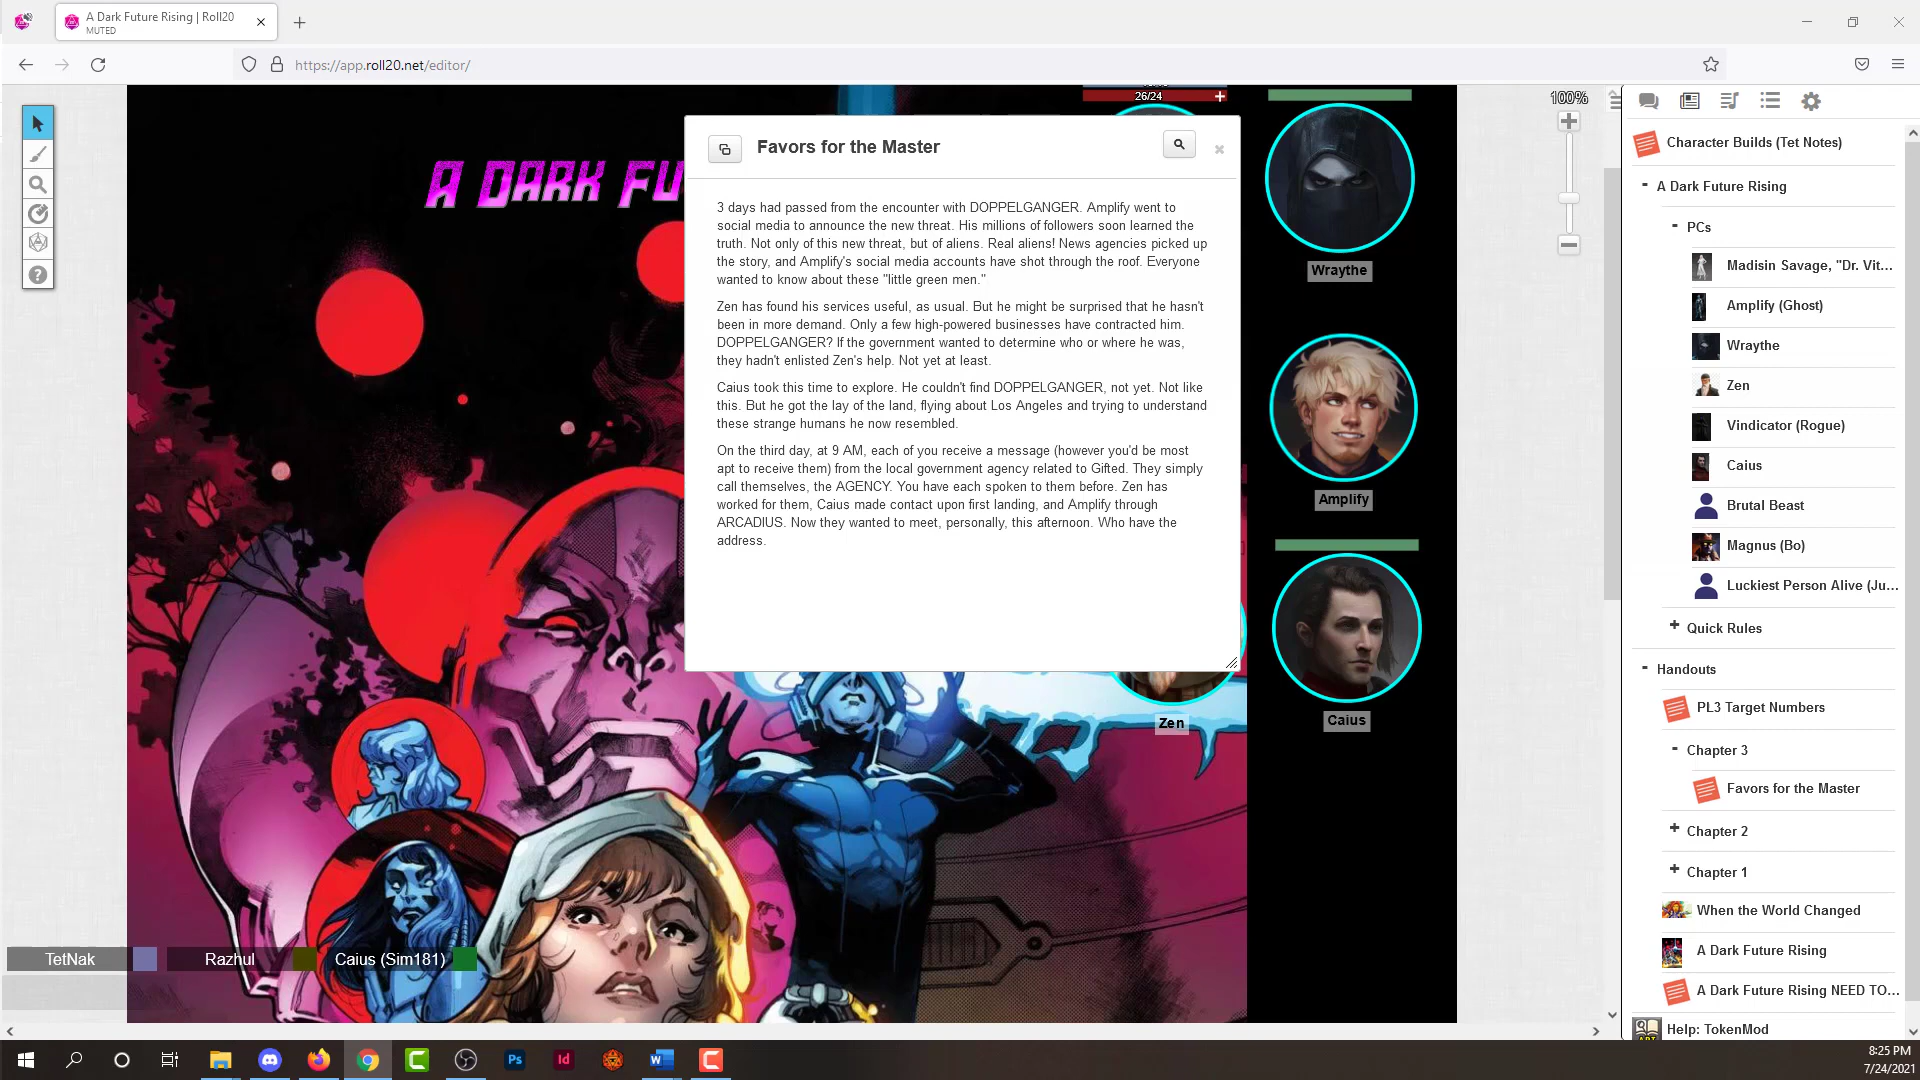 A Dark Future Rising | Roll20
MUTED
https://app.roll20.net/editor/
26/24
100%
A DARK FU
Favors for the Master
3 days had passed from the encounter with DOPPELGANGER. Amplify went to
social media to announce the new threat. His millions of followers soon learned the
truth. Not only of this new threat, but of aliens. Real aliens! News agencies picked up
the story, and Amplify's social media accounts have shot through the roof. Everyone
wanted to know about these "little green men."
Zen has found his services useful, as usual. But he might be surprised that he hasn't
been in more demand. Only a few high-powered businesses have contracted him.
DOPPELGANGER? If the government wanted to determine who or where he was,
they hadn't enlisted Zen's help. Not yet at least.
Caius took this time to explore. He couldn't find DOPPELGANGER, not yet. Not like
this. But he got the lay of the land, flying about Los Angeles and trying to understand
these strange humans he now resembled.
On the third day, at 9 AM, each of you receive a message (however you'd be most
apt to receive them) from the local government agency related to Gifted. They simply
call themselves, the AGENCY. You have each spoken to them before. Zen has
worked for them, Caius made contact upon first landing, and Amplify through
ARCADIUS. Now they wanted to meet, personally, this afternoon. Who have the
address.
Wraythe
Amplify
Zen
Caius
Character Builds (Tet Notes)
A Dark Future Rising
PCs
Madisin Savage, "Dr. Vit...
Amplify (Ghost)
Wraythe
Zen
Vindicator (Rogue)
Caius
Brutal Beast
Magnus (Bo)
Luckiest Person Alive (Ju...
Quick Rules
Handouts
PL3 Target Numbers
Chapter 3
Favors for the Master
Chapter 2
Chapter 1
When the World Changed
A Dark Future Rising
A Dark Future Rising NEED TO...
Help: TokenMod
TetNak
Razhul
Caius (Sim181)
Ps
Id
8:25 PM
7/24/2021